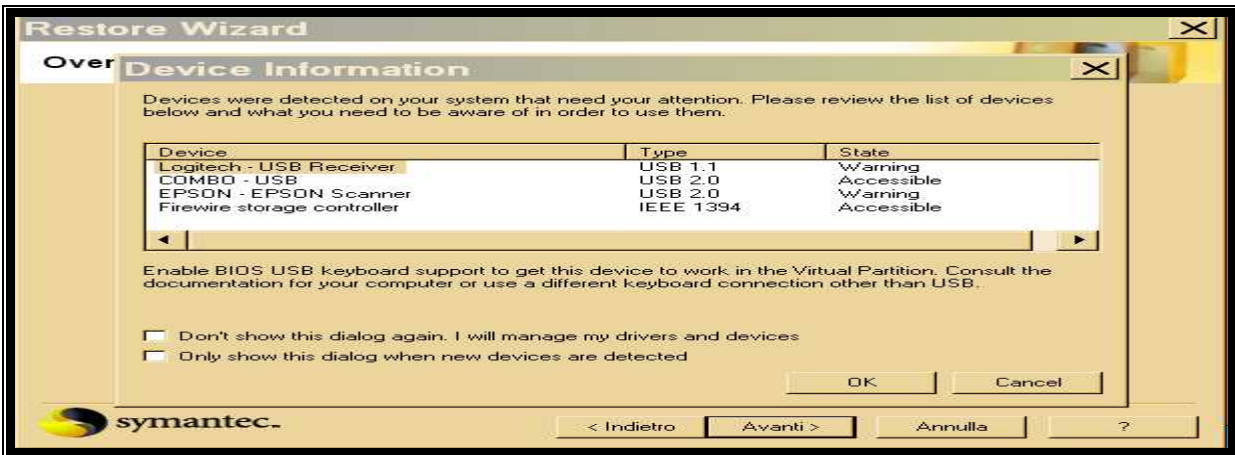 Restore Wizard
Over
Device Information
Devices were detected on your system that need your attention. Please review the list of devices
below and what you need to be aware of in order to use them.
Device Type State
Logitech - USB Receiver USB 1.1 Warning
COMBO - USB USB 2.0 Accessible
EPSON - EPSON Scanner USB 2.0 Warning
Firewire storage controller IEEE 1394 Accessible
Enable BIOS USB keyboard support to get this device to work in the Virtual Partition. Consult the
documentation for your computer or use a different keyboard connection other than USB.
Don't show this dialog again. I will manage my drivers and devices
Only show this dialog when new devices are detected
OK Cancel
symantec.
< Indietro Avanti > Annulla ?